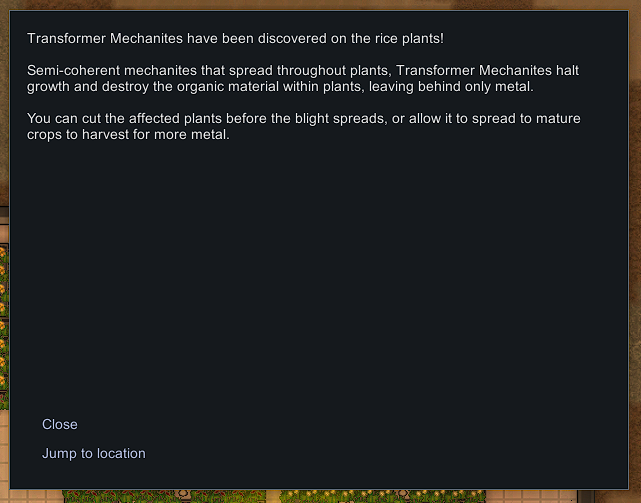 Transformer Mechanites have been discovered on the rice plants!
Semi-coherent mechanites that spread throughout plants, Transformer Mechanites halt
growth and destroy the organic material within plants, leaving behind only metal.
You can cut the affected plants before the blight spreads, or allow it to spread to mature
crops to harvest for more metal.
Close
Jump to location